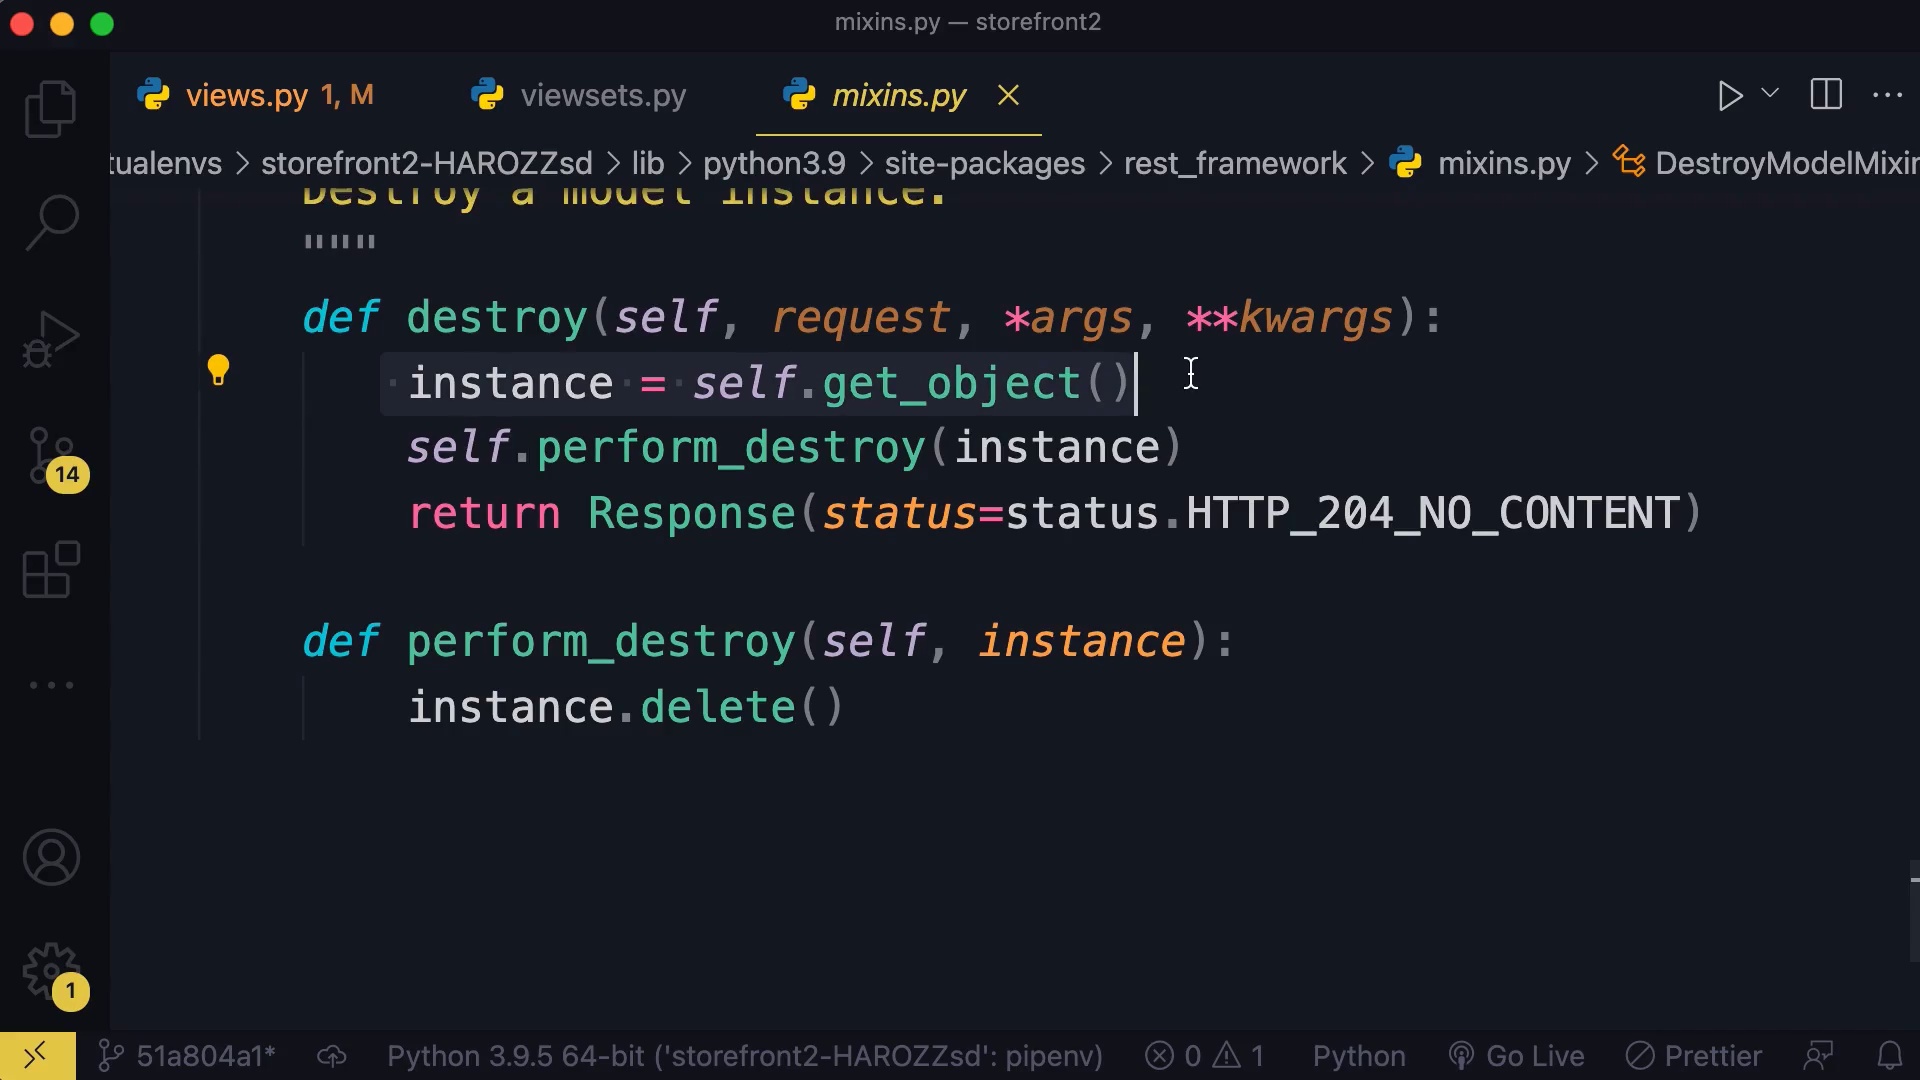 mixins.py — storefront2
views.py 1, M
viewsets.py
mixins.py
tualenvs > storefront2-HAROZZsd > lib > python3.9 > site-packages > rest_framework > mixins.py > DestroyModelMixin
Destroy a model instance.
"""
def destroy(self, request, *args, **kwargs):
instance = self.get_object()
self.perform_destroy(instance)
return Response(status=status.HTTP_204_NO_CONTENT)
def perform_destroy(self, instance):
instance.delete()
14
1
51a804a1*
Python 3.9.5 64-bit ('storefront2-HAROZZsd': pipenv)
0
1
Python
Go Live
Prettier